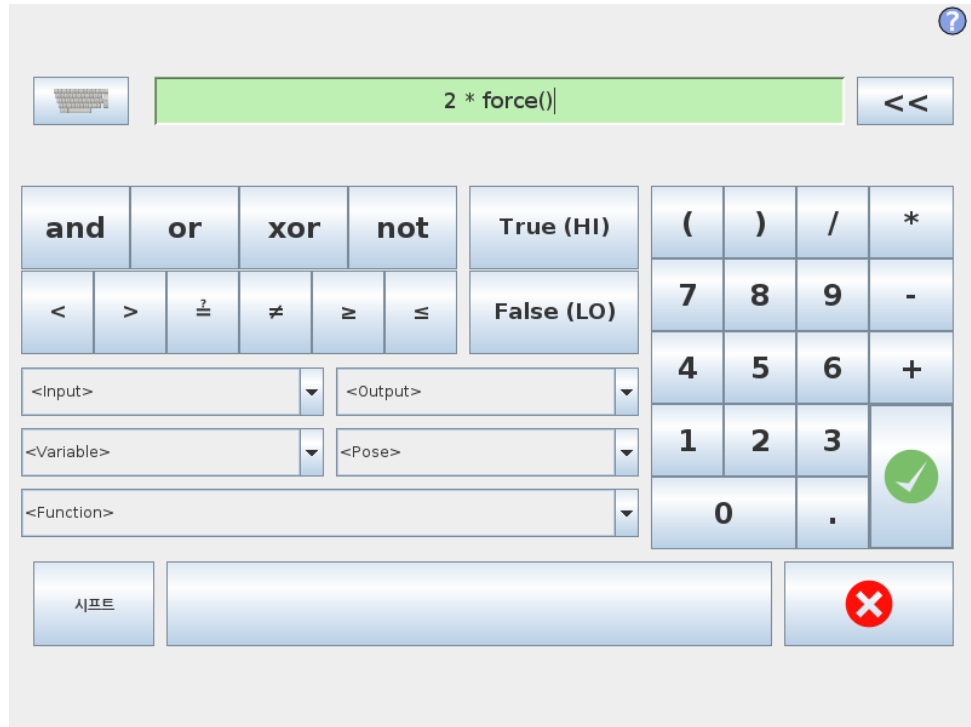 ?
2 * force()
<<
and or xor not True (HI) ( ) / *
< > ≟ ≠ ≥ ≤ False (LO) 7 8 9 -
<Input> <Output> 4 5 6 +
<Variable> <Pose> 1 2 3
<Function> 0 .
시프트